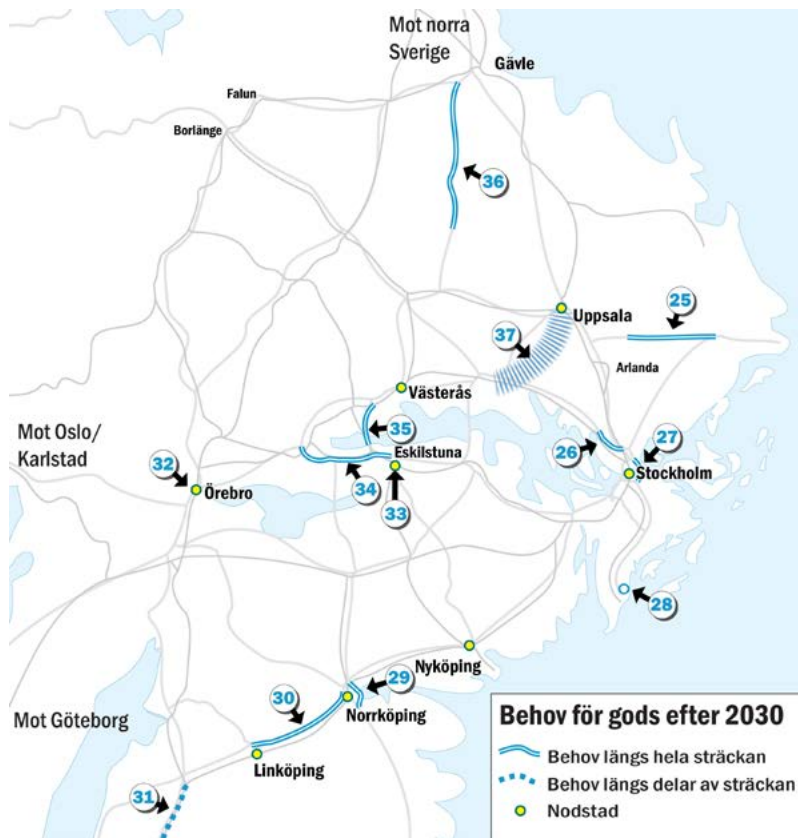 Mot norra
Sverige
Gävle
Falun
Borlänge
36
25
Uppsala
37
Arlanda
Västerås
Mot Oslo/
Karlstad
35
26
27
32
Eskilstuna
Stockholm
Örebro
34
33
28
Nyköping
29
30
Norrköping
Mot Göteborg
Linköping
31
Behov för gods efter 2030
Behov längs hela sträckan
Behov längs delar av sträckan
Nodstad